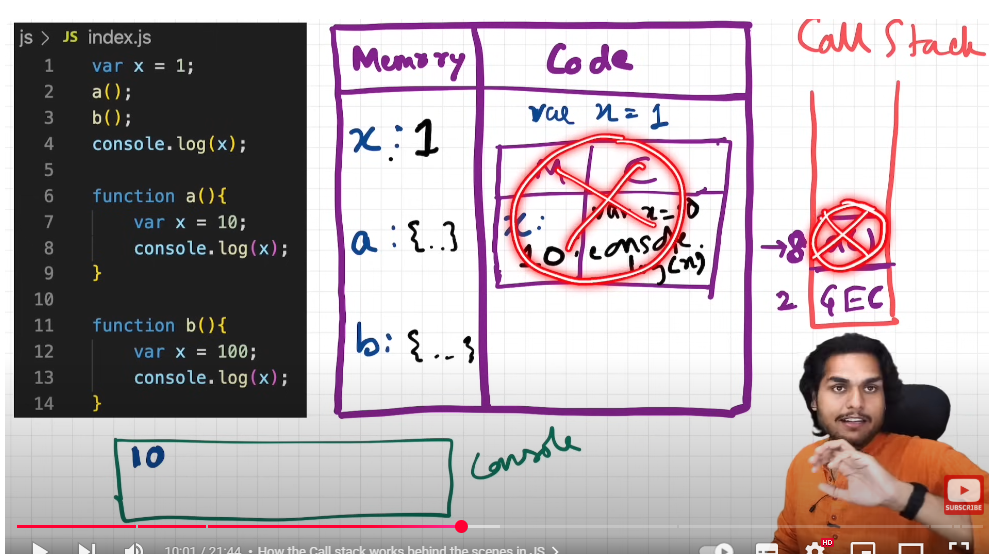 js > JS index.js
1 var x = 1;
2 a();
3 b();
4 console.log(x);
5
6 function a(){
7 var x = 10;
8 console.log(x);
9 }
10
11 function b(){
12 var x = 100;
13 console.log(x);
14 }
Memory
Code
x : 1
a : {..}
b : {...}
var x = 1
M
C
x :
10
var x = 10
console.
log(x)
Call Stack
→8
2
GEC
10
Console
SUBSCRIBE
10:01 / 21:44 • How the Call stack works behind the scenes in JS >
HD